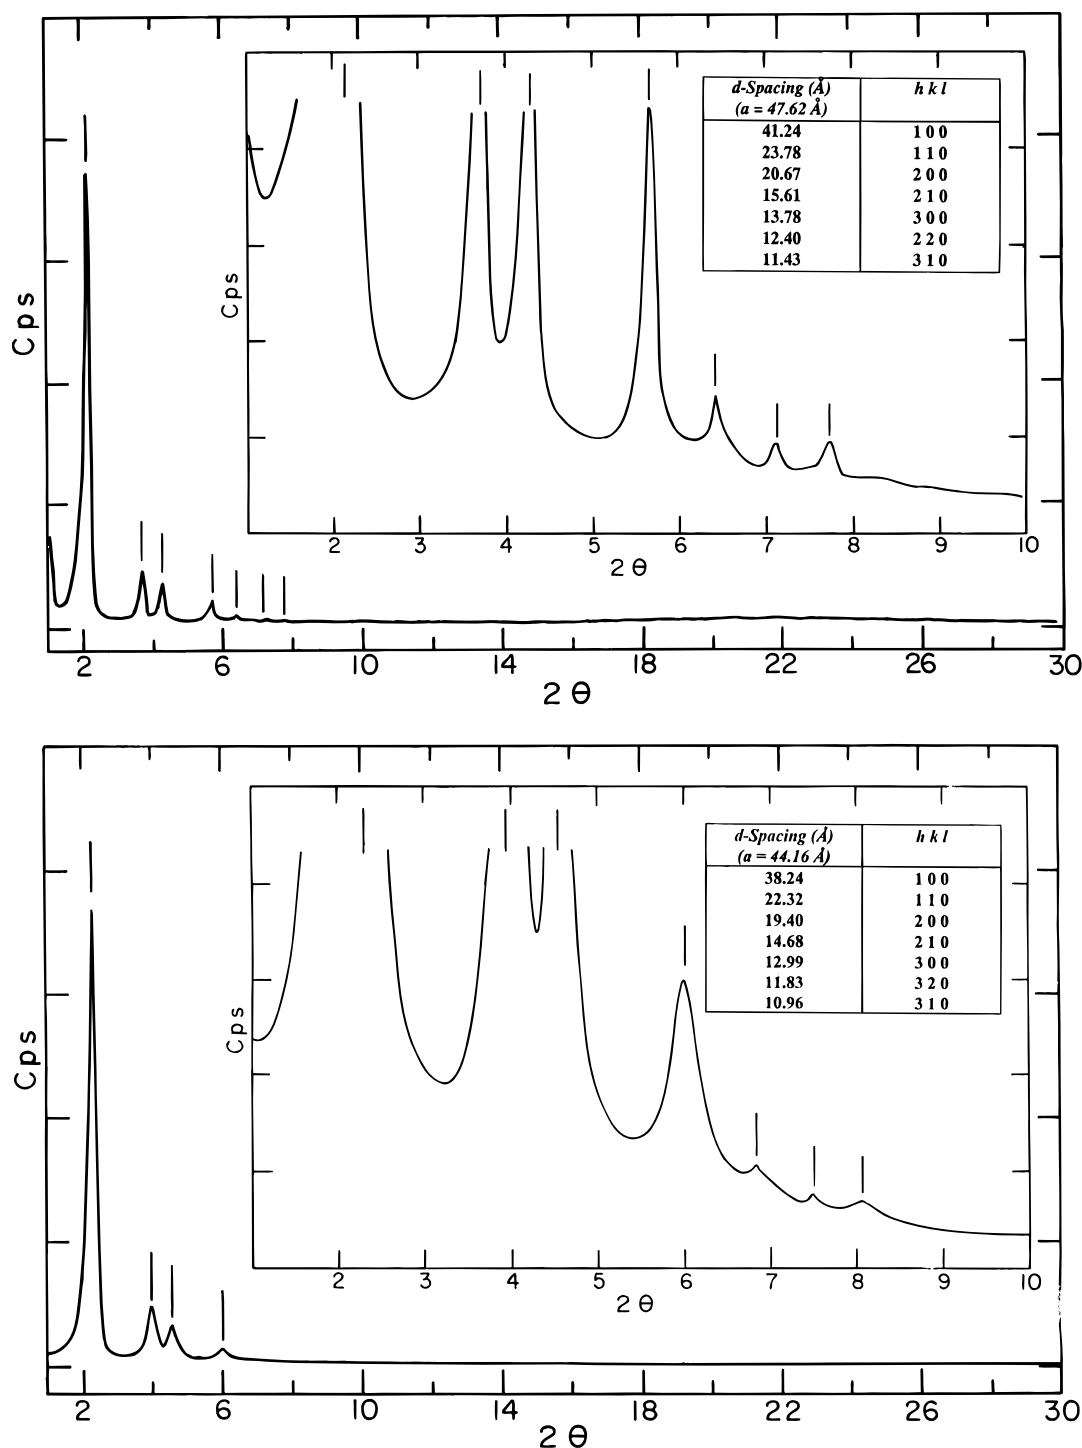 d-Spacing (Å) h k l
(a = 47.62 Å)
41.24 1 0 0
23.78 1 1 0
20.67 2 0 0
15.61 2 1 0
13.78 3 0 0
12.40 2 2 0
11.43 3 1 0
Cps
Cps
2 3 4 5 6 7 8 9 10
2 θ
2 6 10 14 18 22 26 30
2 θ
d-Spacing (Å) h k l
(a = 44.16 Å)
38.24 1 0 0
22.32 1 1 0
19.40 2 0 0
14.68 2 1 0
12.99 3 0 0
11.83 3 2 0
10.96 3 1 0
Cps
Cps
2 3 4 5 6 7 8 9 10
2 θ
2 6 10 14 18 22 26 30
2 θ